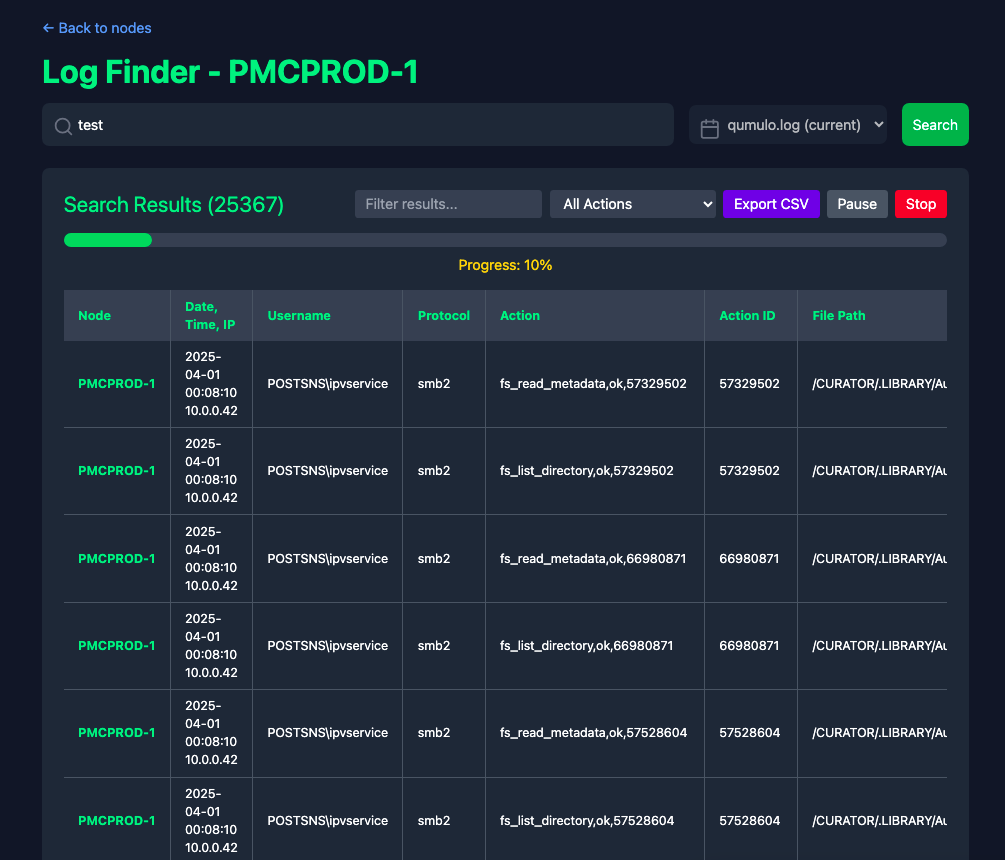 ← Back to nodes
Log Finder - PMCPROD-1
test
qumulo.log (current)
Search
Search Results (25367)
Filter results...
All Actions
Export CSV
Pause
Stop
Progress: 10%
Node
Date,
Time, IP
Username
Protocol
Action
Action ID
File Path
PMCPROD-1
2025-
04-01
00:08:10
10.0.0.42
POSTSNS\ipvservice
smb2
fs_read_metadata,ok,57329502
57329502
/CURATOR/.LIBRARY/Au
PMCPROD-1
2025-
04-01
00:08:10
10.0.0.42
POSTSNS\ipvservice
smb2
fs_list_directory,ok,57329502
57329502
/CURATOR/.LIBRARY/Au
PMCPROD-1
2025-
04-01
00:08:10
10.0.0.42
POSTSNS\ipvservice
smb2
fs_read_metadata,ok,66980871
66980871
/CURATOR/.LIBRARY/Au
PMCPROD-1
2025-
04-01
00:08:10
10.0.0.42
POSTSNS\ipvservice
smb2
fs_list_directory,ok,66980871
66980871
/CURATOR/.LIBRARY/Au
PMCPROD-1
2025-
04-01
00:08:10
10.0.0.42
POSTSNS\ipvservice
smb2
fs_read_metadata,ok,57528604
57528604
/CURATOR/.LIBRARY/Au
PMCPROD-1
2025-
04-01
00:08:10
10.0.0.42
POSTSNS\ipvservice
smb2
fs_list_directory,ok,57528604
57528604
/CURATOR/.LIBRARY/Au